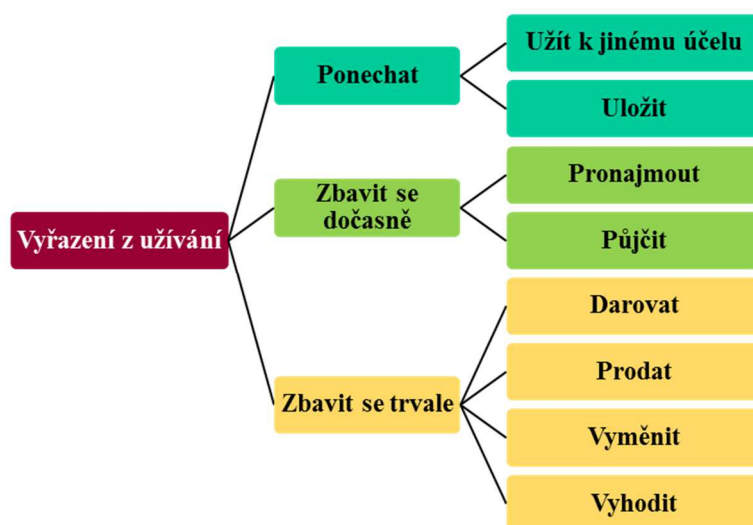 Vyřazení z užívání
Ponechat
Užít k jinému účelu
Uložit
Zbavit se
dočasně
Pronajmout
Půjčit
Zbavit se trvale
Darovat
Prodat
Vyměnit
Vyhodit